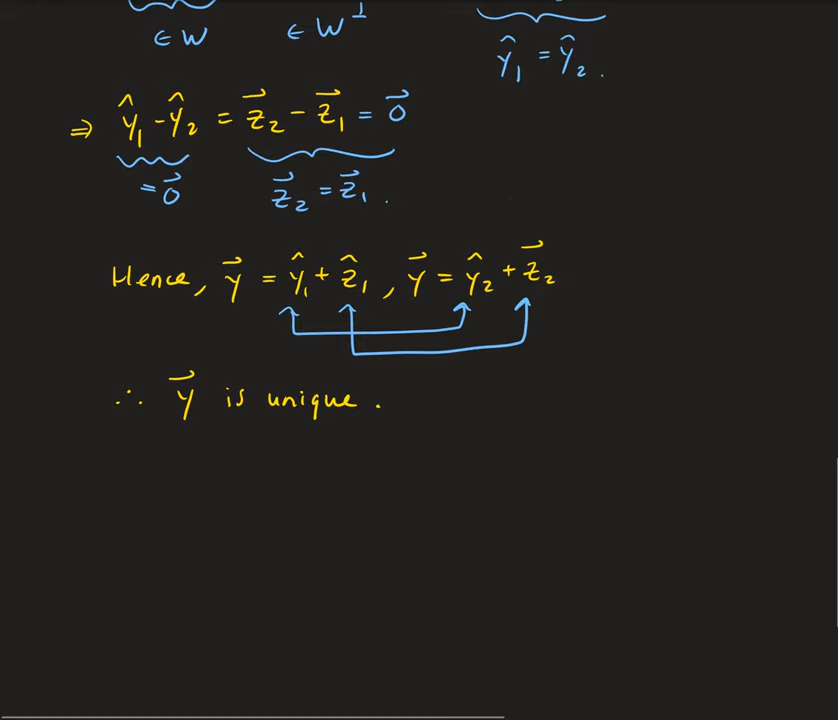 ∈ W ∈ W^⊥
ŷ₁ = ŷ₂ .
⇒ ŷ₁ - ŷ₂ = z⃗₂ - z⃗₁ = 0⃗
= 0⃗ z⃗₂ = z⃗₁ .
Hence, y⃗ = ŷ₁ + ẑ₁ , y⃗ = ŷ₂ + z⃗₂
∴ y⃗ is unique .